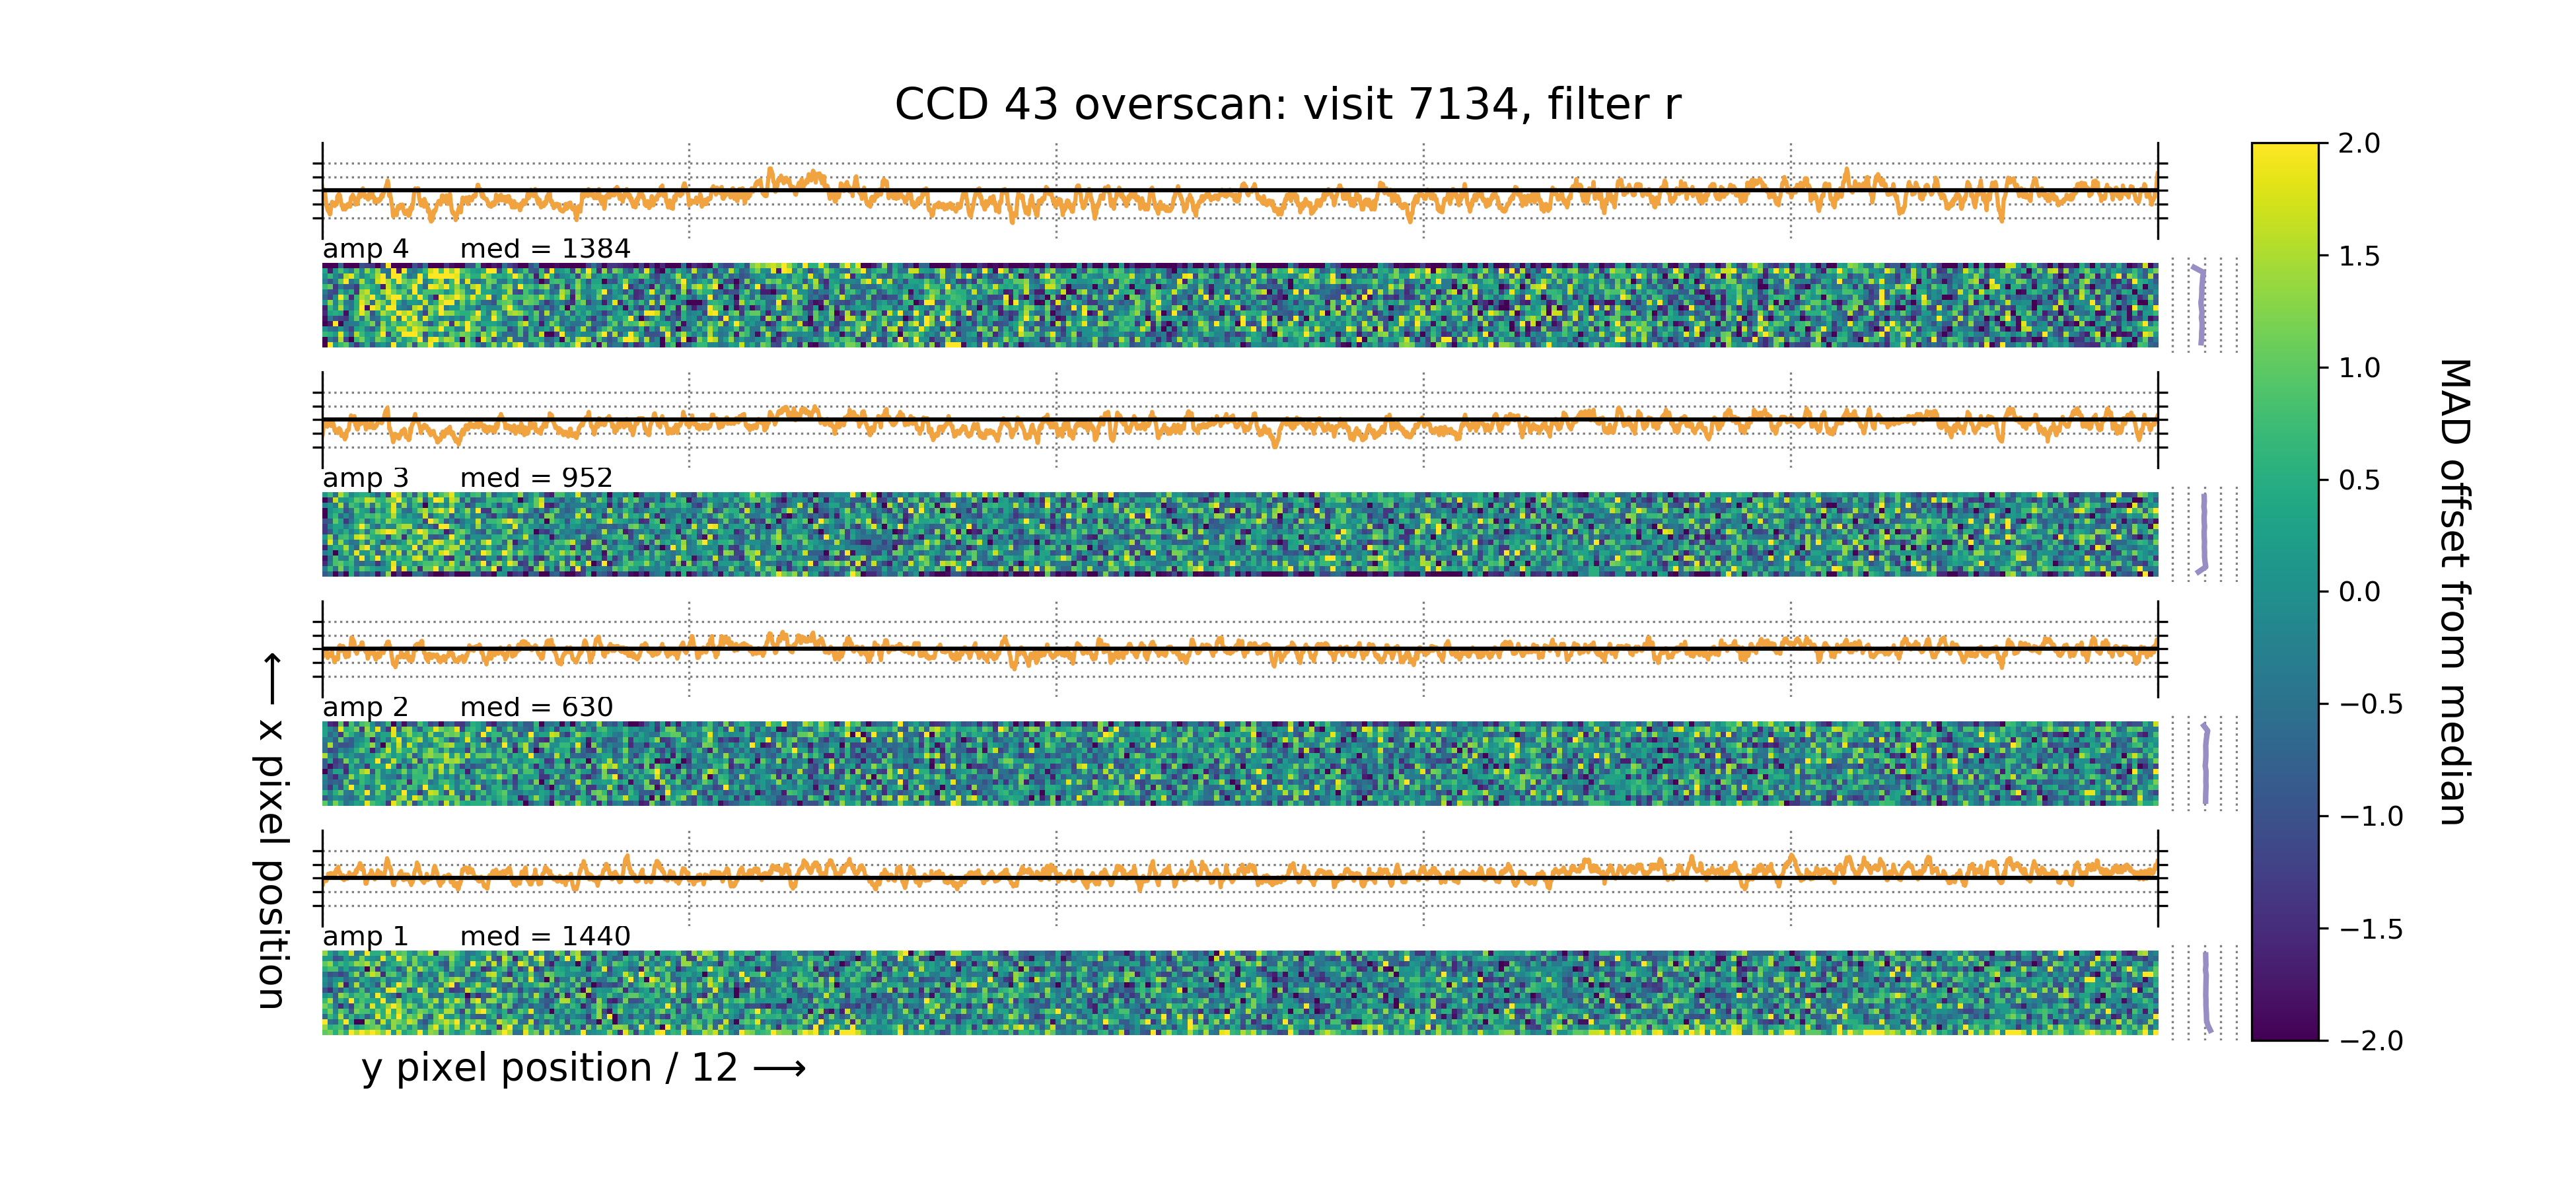 CCD 43 overscan: visit 7134, filter r
amp 4 med = 1384
amp 3 med = 952
amp 2 med = 630
amp 1 med = 1440
x pixel position ⟶
y pixel position / 12 ⟶
2.0
1.5
1.0
0.5
0.0
−0.5
−1.0
−1.5
−2.0
MAD offset from median